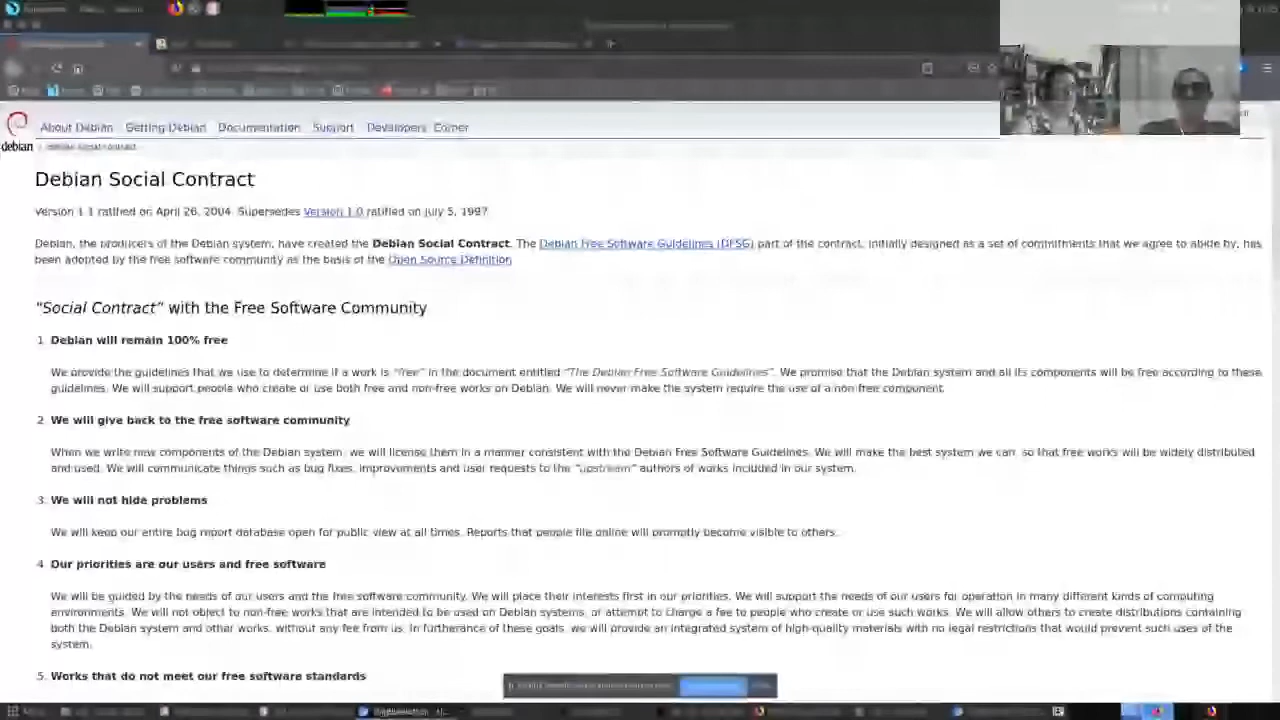 About Debian Getting Debian Documentation Support Developers' Corner
debian / debian social contract
Debian Social Contract
Version 1.1 ratified on April 26, 2004. Supersedes Version 1.0 ratified on July 5, 1997.
Debian, the producers of the Debian system, have created the Debian Social Contract. The Debian Free Software Guidelines (DFSG) part of the contract, initially designed as a set of commitments that we agree to abide by, has
been adopted by the free software community as the basis of the Open Source Definition.
“Social Contract” with the Free Software Community
1. Debian will remain 100% free
We provide the guidelines that we use to determine if a work is “free” in the document entitled “The Debian Free Software Guidelines”. We promise that the Debian system and all its components will be free according to these
guidelines. We will support people who create or use both free and non-free works on Debian. We will never make the system require the use of a non-free component.
2. We will give back to the free software community
When we write new components of the Debian system, we will license them in a manner consistent with the Debian Free Software Guidelines. We will make the best system we can, so that free works will be widely distributed
and used. We will communicate things such as bug fixes, improvements and user requests to the “upstream” authors of works included in our system.
3. We will not hide problems
We will keep our entire bug report database open for public view at all times. Reports that people file online will promptly become visible to others.
4. Our priorities are our users and free software
We will be guided by the needs of our users and the free software community. We will place their interests first in our priorities. We will support the needs of our users for operation in many different kinds of computing
environments. We will not object to non-free works that are intended to be used on Debian systems, or attempt to charge a fee to people who create or use such works. We will allow others to create distributions containing
both the Debian system and other works, without any fee from us. In furtherance of these goals, we will provide an integrated system of high-quality materials with no legal restrictions that would prevent such uses of the
system.
5. Works that do not meet our free software standards